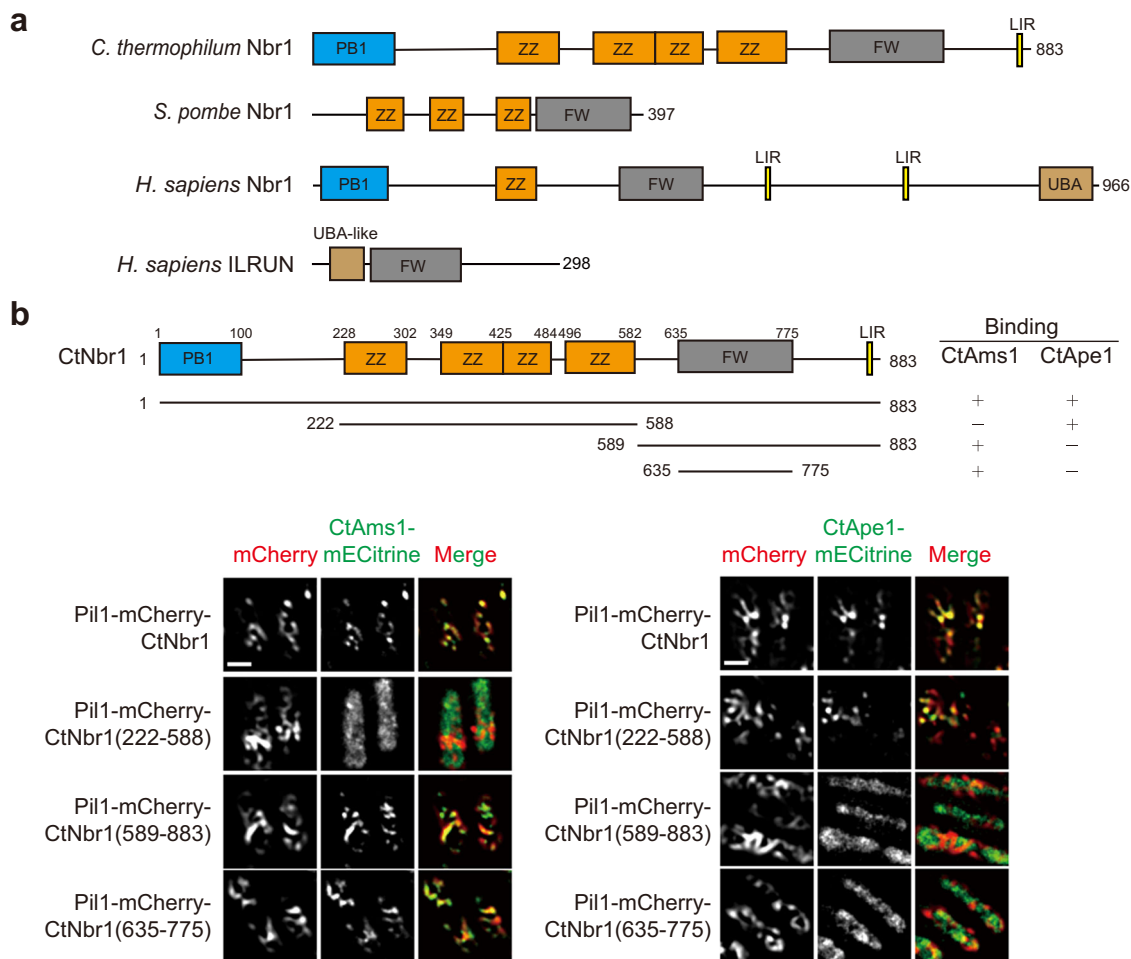 a
C. thermophilum Nbr1
PB1 ZZ ZZ ZZ ZZ FW LIR 883
S. pombe Nbr1
ZZ ZZ ZZ FW 397
H. sapiens Nbr1
PB1 ZZ FW LIR LIR UBA 966
H. sapiens ILRUN
UBA-like FW 298
b
1 100 228 302 349 425 484 496 582 635 775 LIR
CtNbr1 1 PB1 ZZ ZZ ZZ ZZ FW 883
Binding
CtAms1 CtApe1
1 883 + +
222 588 − +
589 883 + −
635 775 + −
mCherry CtAms1-mECitrine Merge
Pil1-mCherry-
CtNbr1
Pil1-mCherry-
CtNbr1(222-588)
Pil1-mCherry-
CtNbr1(589-883)
Pil1-mCherry-
CtNbr1(635-775)
mCherry CtApe1-mECitrine Merge
Pil1-mCherry-
CtNbr1
Pil1-mCherry-
CtNbr1(222-588)
Pil1-mCherry-
CtNbr1(589-883)
Pil1-mCherry-
CtNbr1(635-775)